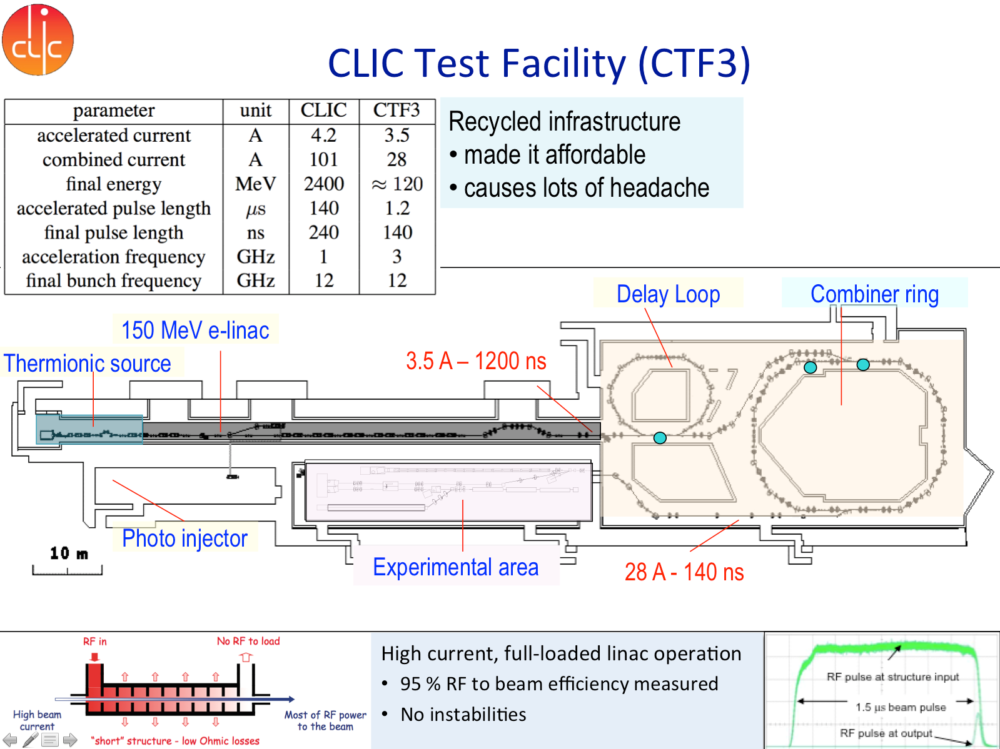 clic
CLIC Test Facility (CTF3)
parameter unit CLIC CTF3
accelerated current A 4.2 3.5
combined current A 101 28
final energy MeV 2400 ≈ 120
accelerated pulse length μs 140 1.2
final pulse length ns 240 140
acceleration frequency GHz 1 3
final bunch frequency GHz 12 12
Recycled infrastructure
• made it affordable
• causes lots of headache
Delay Loop
Combiner ring
150 MeV e-linac
Thermionic source
3.5 A – 1200 ns
Photo injector
10 m
Experimental area
28 A - 140 ns
RF in
No RF to load
High beam
current
Most of RF power
to the beam
“short” structure - low Ohmic losses
High current, full-loaded linac operation
• 95 % RF to beam efficiency measured
• No instabilities
RF pulse at structure input
1.5 μs beam pulse
RF pulse at output